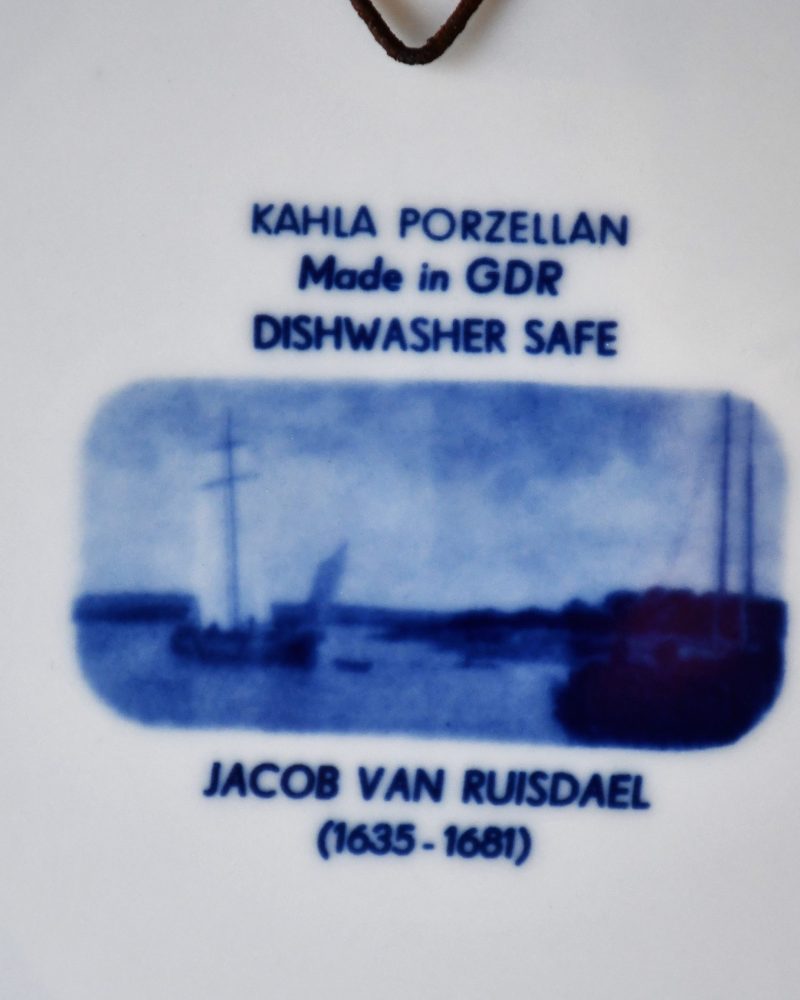 KAHLA PORZELLAN
Made in GDR
DISHWASHER SAFE
JACOB VAN RUISDAEL
(1635 - 1681)